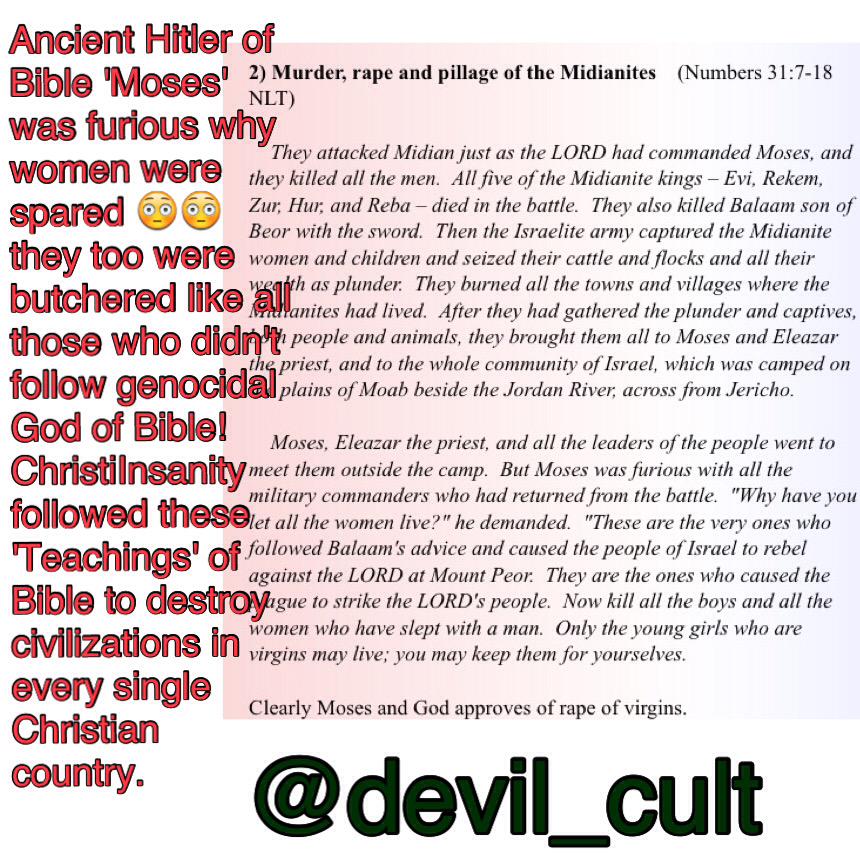 Ancient Hitler of
Bible 'Moses'
was furious why
women were
spared 😳😳
they too were
butchered like all
those who didn't
follow genocidal
God of Bible!
ChristiInsanity
followed these
'Teachings' of
Bible to destroy
civilizations in
every single
Christian
country.
2) Murder, rape and pillage of the Midianites (Numbers 31:7-18
NLT)
They attacked Midian just as the LORD had commanded Moses, and
they killed all the men. All five of the Midianite kings – Evi, Rekem,
Zur, Hur, and Reba – died in the battle. They also killed Balaam son of
Beor with the sword. Then the Israelite army captured the Midianite
women and children and seized their cattle and flocks and all their
wealth as plunder. They burned all the towns and villages where the
Midianites had lived. After they had gathered the plunder and captives,
both people and animals, they brought them all to Moses and Eleazar
the priest, and to the whole community of Israel, which was camped on
plains of Moab beside the Jordan River, across from Jericho.
Moses, Eleazar the priest, and all the leaders of the people went to
meet them outside the camp. But Moses was furious with all the
military commanders who had returned from the battle. "Why have you
let all the women live?" he demanded. "These are the very ones who
followed Balaam's advice and caused the people of Israel to rebel
against the LORD at Mount Peor. They are the ones who caused the
plague to strike the LORD's people. Now kill all the boys and all the
women who have slept with a man. Only the young girls who are
virgins may live; you may keep them for yourselves.
Clearly Moses and God approves of rape of virgins.
@devil_cult